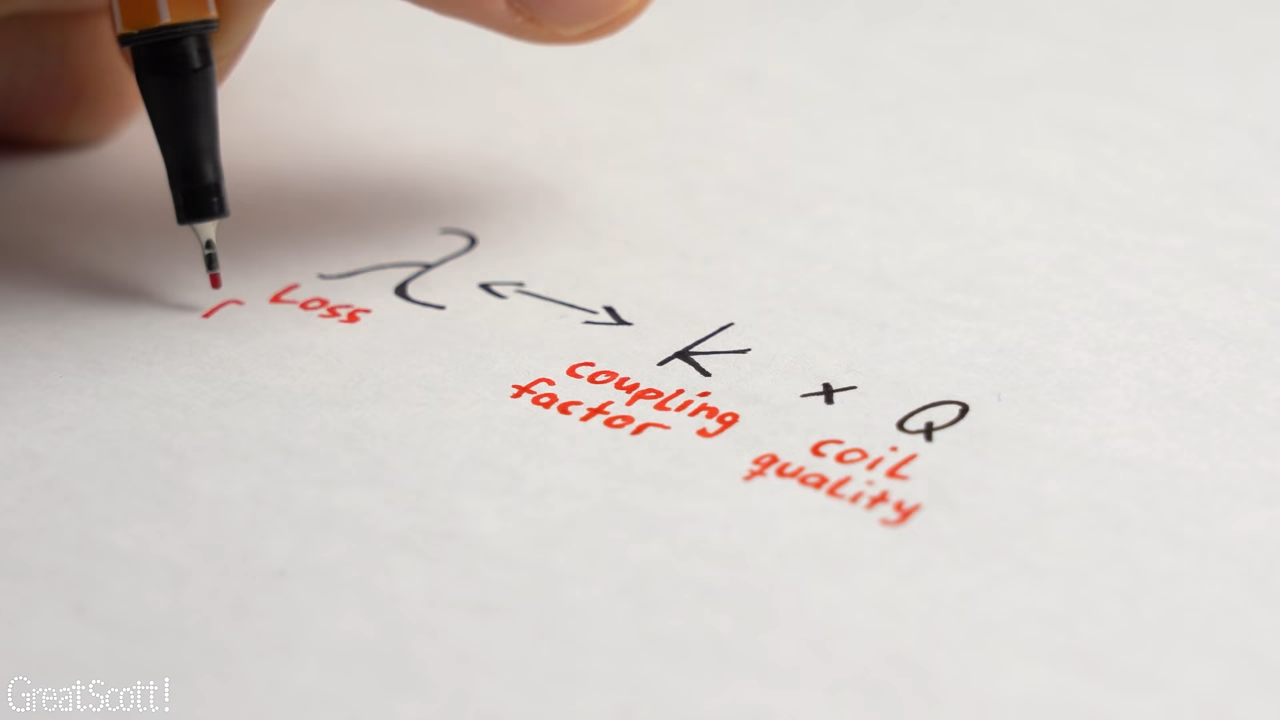 λ <-> K x Q
Loss
coupling
factor
coil
quality
GreatScott!